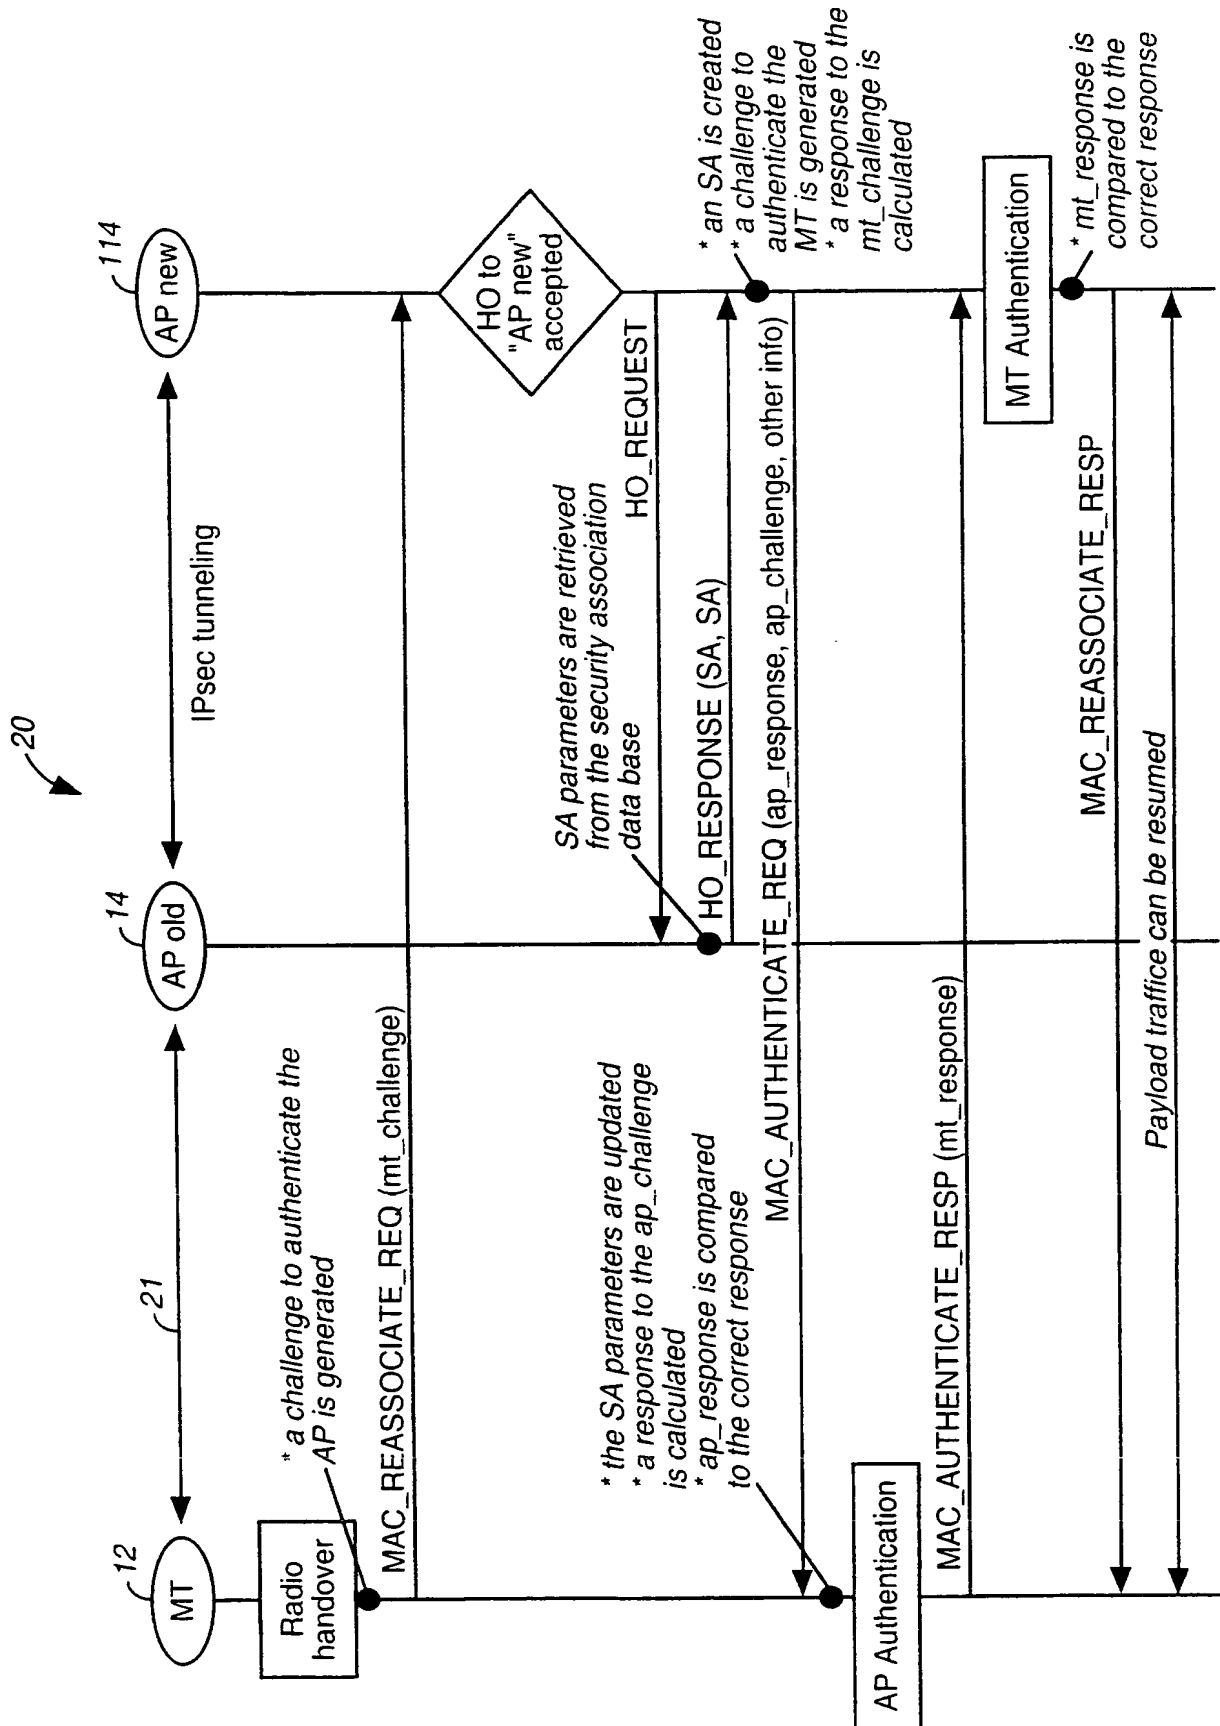 20
12
MT
21
14
AP old
IPsec tunneling
114
AP new
Radio
handover
* a challenge to authenticate the
AP is generated
MAC_REASSOCIATE_REQ (mt_challenge)
HO to
"AP new"
accepted
SA parameters are retrieved
from the security association
data base
HO_REQUEST
HO_RESPONSE (SA, SA)
* an SA is created
* a challenge to
authenticate the
MT is generated
* a response to the
mt_challenge is
calculated
* the SA parameters are updated
* a response to the ap_challenge
is calculated
* ap_response is compared
to the correct response
MAC_AUTHENTICATE_REQ (ap_response, ap_challenge, other info)
AP Authentication
MAC_AUTHENTICATE_RESP (mt_response)
MT Authentication
* mt_response is
compared to the
correct response
MAC_REASSOCIATE_RESP
Payload traffice can be resumed